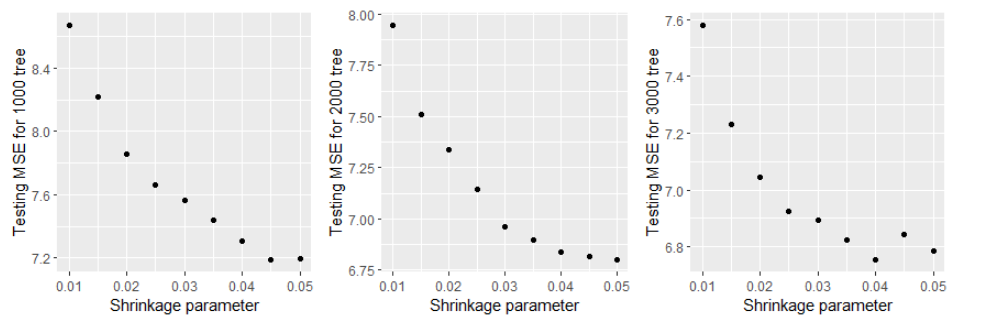 Testing MSE for 1000 tree
8.4
8.0
7.6
7.2
0.01 0.02 0.03 0.04 0.05
Shrinkage parameter
Testing MSE for 2000 tree
8.00
7.75
7.50
7.25
7.00
6.75
0.01 0.02 0.03 0.04 0.05
Shrinkage parameter
Testing MSE for 3000 tree
7.6
7.4
7.2
7.0
6.8
0.01 0.02 0.03 0.04 0.05
Shrinkage parameter